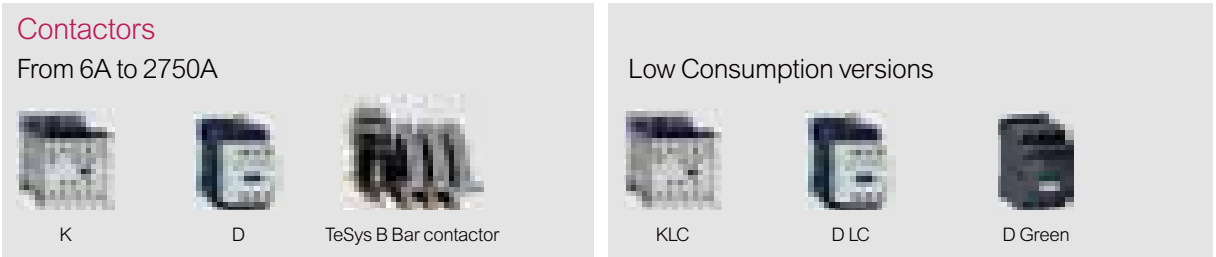 Contactors
From 6A to 2750A
K
D
TeSys B Bar contactor
Low Consumption versions
KLC
D LC
D Green